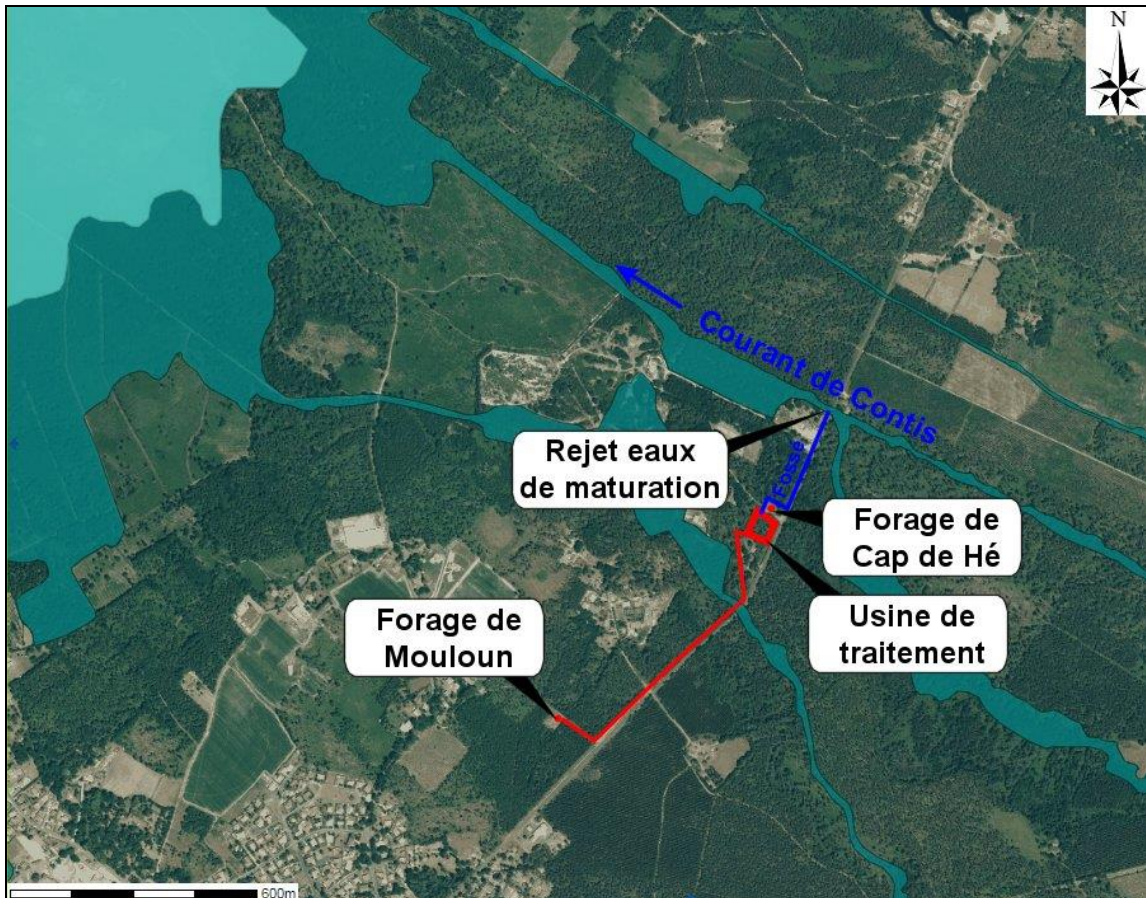 N
Courant de Contis
Rejet eaux
de maturation
Fossé
Forage de
Cap de Hé
Forage de
Mouloun
Usine de
traitement
600m